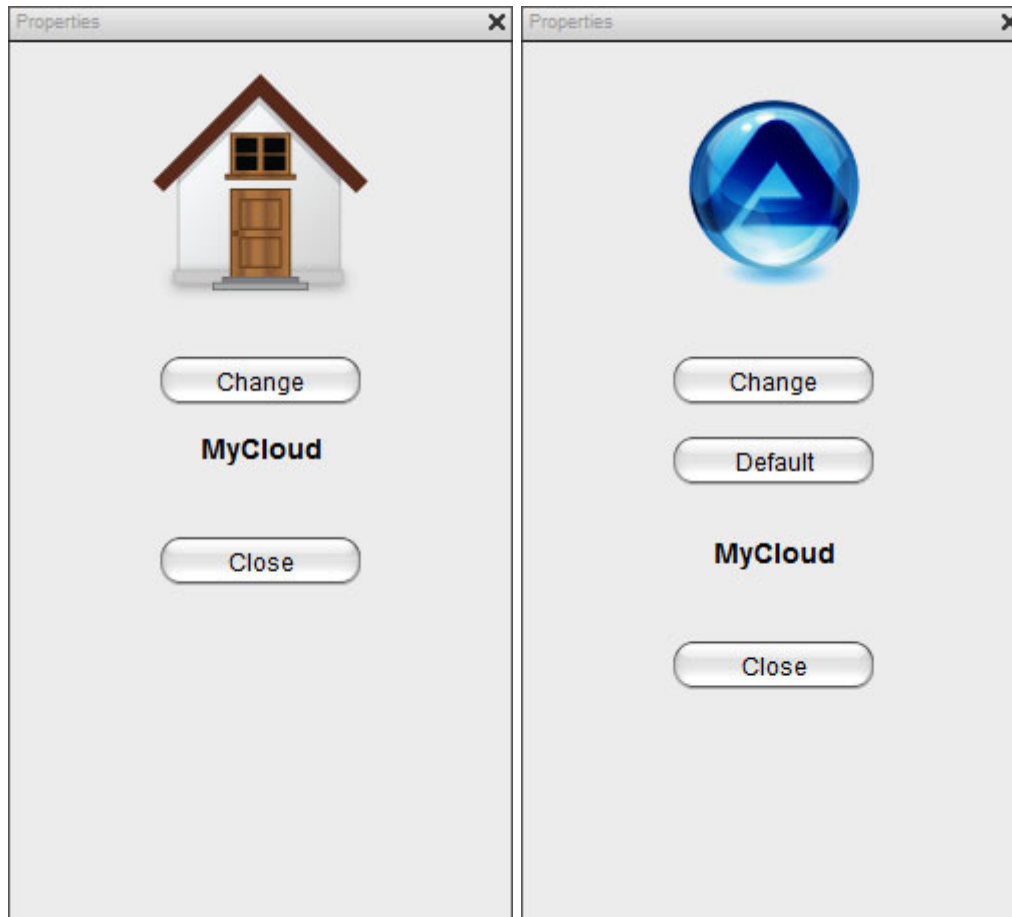 Properties
Change
MyCloud
Close
Properties
Change
Default
MyCloud
Close